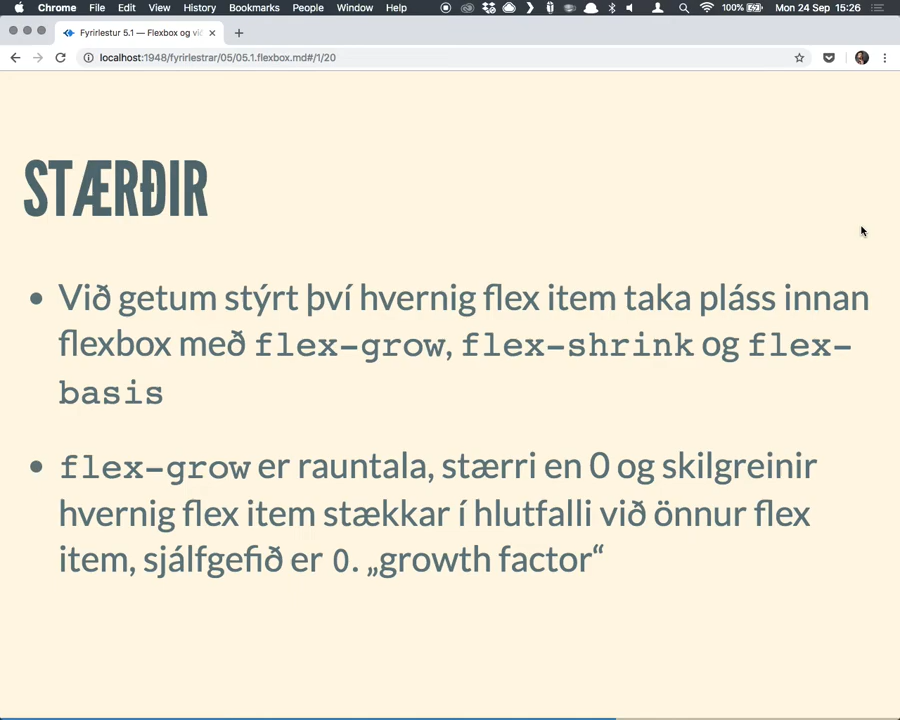 Chrome File Edit View History Bookmarks People Window Help 100% Mon 24 Sep 15:26
Fyrirlestur 5.1 — Flexbox og við
localhost:1948/fyrirlestrar/05/05.1.flexbox.md#/1/20
STÆRÐIR
Við getum stýrt því hvernig flex item taka pláss innan
flexbox með flex-grow, flex-shrink og flex-
basis
flex-grow er rauntala, stærri en 0 og skilgreinir
hvernig flex item stækkar í hlutfalli við önnur flex
item, sjálfgefið er 0. „growth factor“